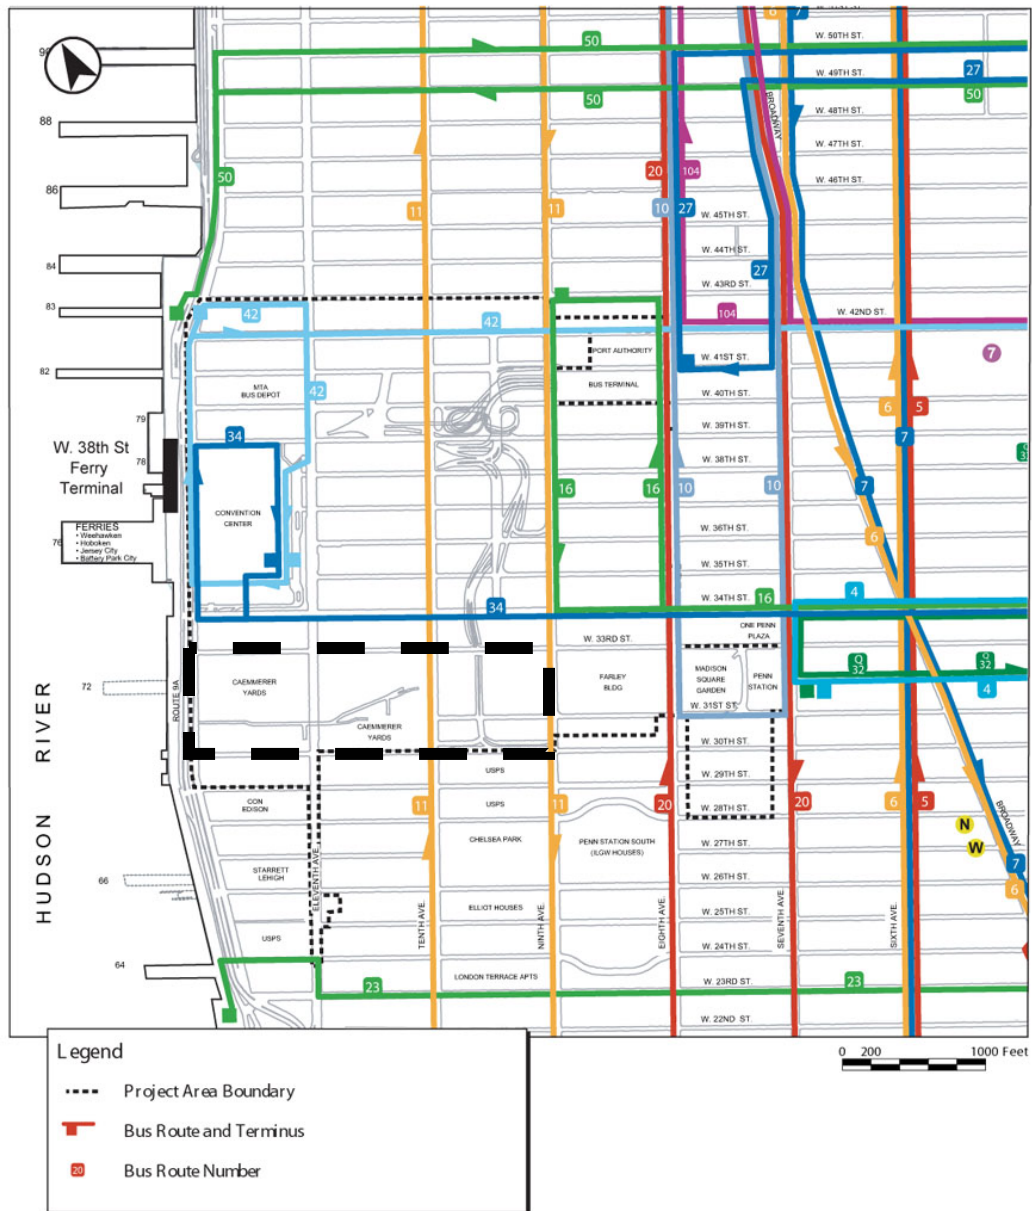 W. 50TH ST.
50
6
7
90
W. 49TH ST.
27
50
50
BROADWAY
W. 48TH ST.
88
W. 47TH ST.
20
104
50
W. 46TH ST.
86
11
11
10
27
W. 45TH ST.
W. 44TH ST.
84
27
W. 43RD ST.
83
42
42
104
W. 42ND ST.
PORT AUTHORITY
W. 41ST ST.
7
82
MTA
BUS DEPOT
42
BUS TERMINAL
W. 40TH ST.
6
5
79
W. 39TH ST.
34
7
W. 38th St
Ferry
Terminal
78
W. 38TH ST.
Q
32
16
16
10
10
7
CONVENTION
CENTER
FERRIES
• Weehawken
• Hoboken
• Jersey City
• Battery Park City
76
W. 36TH ST.
6
W. 35TH ST.
34
W. 34TH ST.
16
4
W. 33RD ST.
ONE PENN
PLAZA
Q
32
72
ROUTE 9A
CAEMMERER
YARDS
FARLEY
BLDG
MADISON
SQUARE
GARDEN
PENN
STATION
4
W. 31ST ST.
CAEMMERER
YARDS
W. 30TH ST.
USPS
W. 29TH ST.
CON
EDISON
11
USPS
11
20
W. 28TH ST.
20
6
5
BROADWAY
HUDSON RIVER
CHELSEA PARK
PENN STATION SOUTH
(ILGW HOUSES)
W. 27TH ST.
N
W
7
STARRETT
LEHIGH
66
W. 26TH ST.
6
ELEVENTH AVE.
ELLIOT HOUSES
W. 25TH ST.
USPS
TENTH AVE.
NINTH AVE.
EIGHTH AVE.
SEVENTH AVE.
SIXTH AVE.
W. 24TH ST.
64
LONDON TERRACE APTS
23
W. 23RD ST.
23
W. 22ND ST.
0 200 1000 Feet
Legend
Project Area Boundary
Bus Route and Terminus
20
Bus Route Number